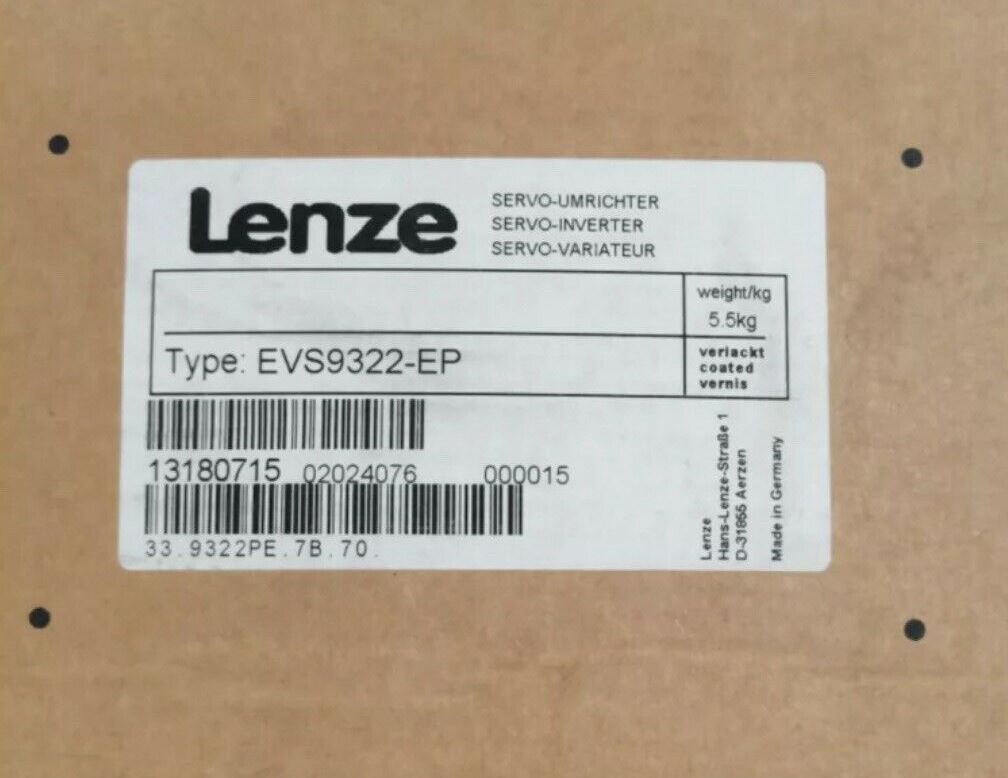 Lenze
SERVO-UMRICHTER
SERVO-INVERTER
SERVO-VARIATEUR
weight/kg
5.5kg
Type: EVS9322-EP
verlackt
coated
vernis
13180715 02024076 000015
33.9322PE.7B.70.
Lenze
Hans-Lenze-Straße 1
D-31855 Aerzen
Made in Germany